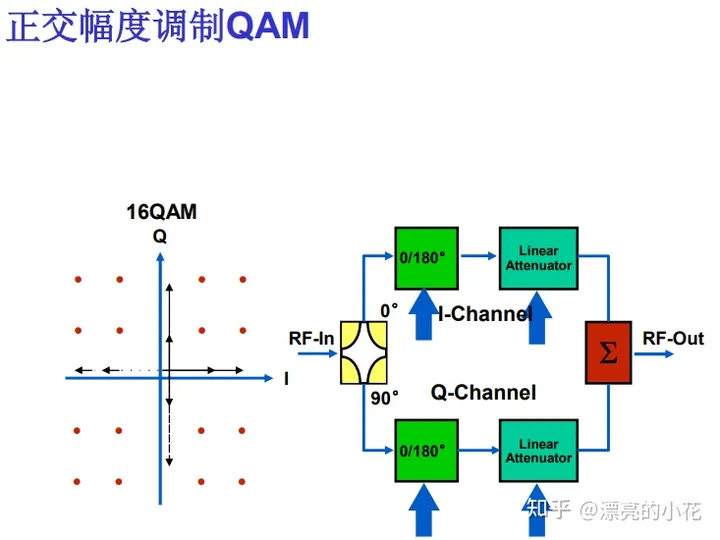 正交幅度调制QAM
16QAM
Q
I
RF-In
0°
90°
0/180°
Linear
Attenuator
I-Channel
Σ
RF-Out
Q-Channel
0/180°
Linear
Attenuator
知乎 @漂亮的小花